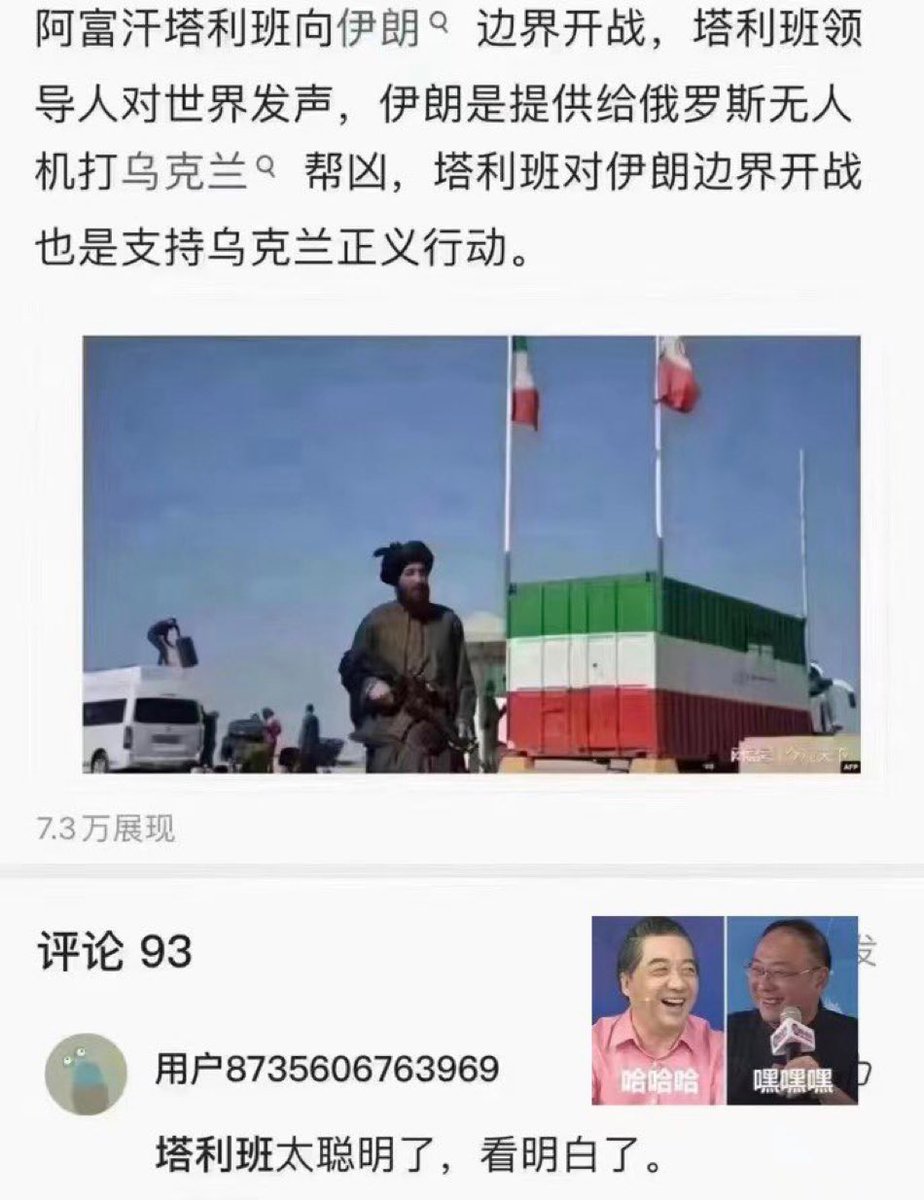 阿富汗塔利班向伊朗 边界开战，塔利班领
导人对世界发声，伊朗是提供给俄罗斯无人
机打乌克兰 帮凶，塔利班对伊朗边界开战
也是支持乌克兰正义行动。
AFP
7.3万展现
评论 93
发
哈哈哈
嘿嘿嘿
用户8735606763969
塔利班太聪明了，看明白了。